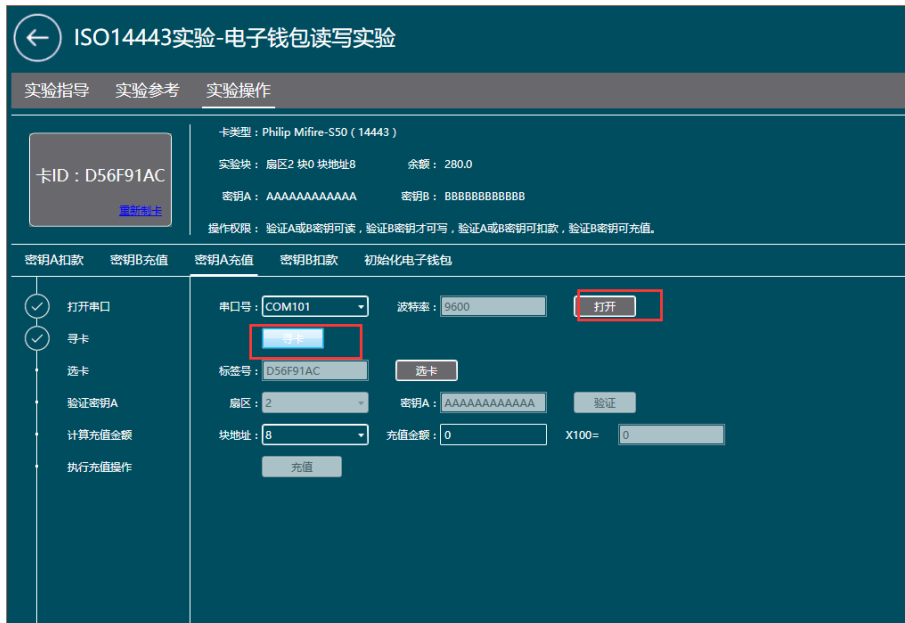 ISO14443实验-电子钱包读写实验
实验指导 实验参考 实验操作
卡ID：D56F91AC
重新制卡
卡类型：Philip Mifire-S50（14443）
实验块： 扇区2 块0 块地址8 余额： 280.0
密钥A： AAAAAAAAAAAA 密钥B： BBBBBBBBBBBB
操作权限： 验证A或B密钥可读，验证B密钥才可写，验证A或B密钥可扣款，验证B密钥可充值。
密钥A扣款 密钥B充值 密钥A充值 密钥B扣款 初始化电子钱包
打开串口 串口号：COM101 波特率：9600 打开
寻卡 寻卡
选卡 标签号：D56F91AC 选卡
验证密钥A 扇区：2 密钥A：AAAAAAAAAAAA 验证
计算充值金额 块地址：8 充值金额：0 X100= 0
执行充值操作 充值